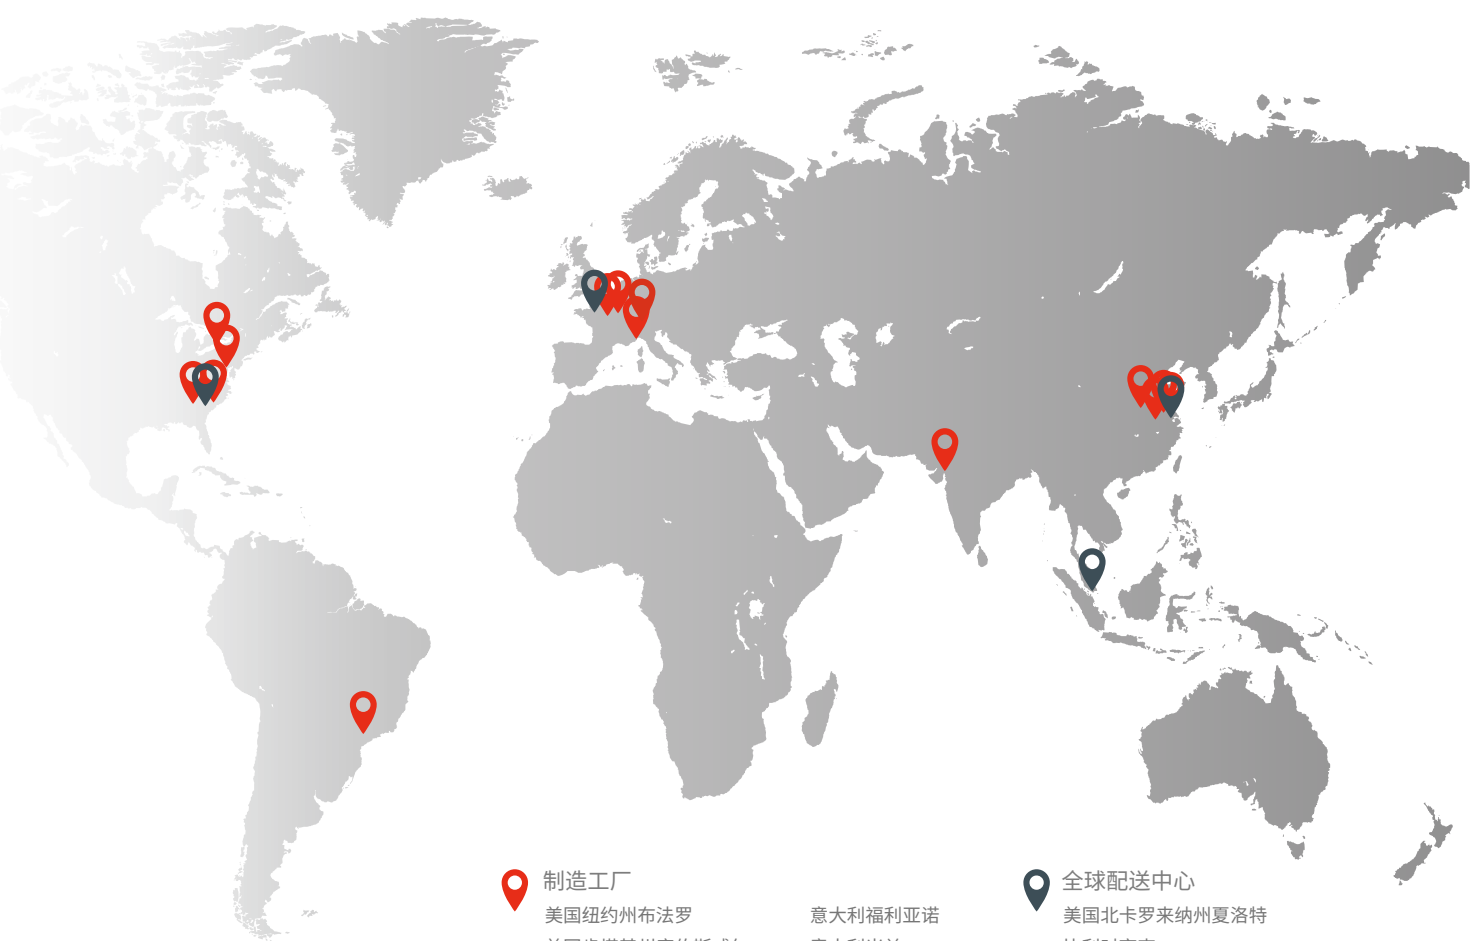 制造工厂
美国纽约州布法罗
意大利福利亚诺
全球配送中心
美国北卡罗来纳州夏洛特